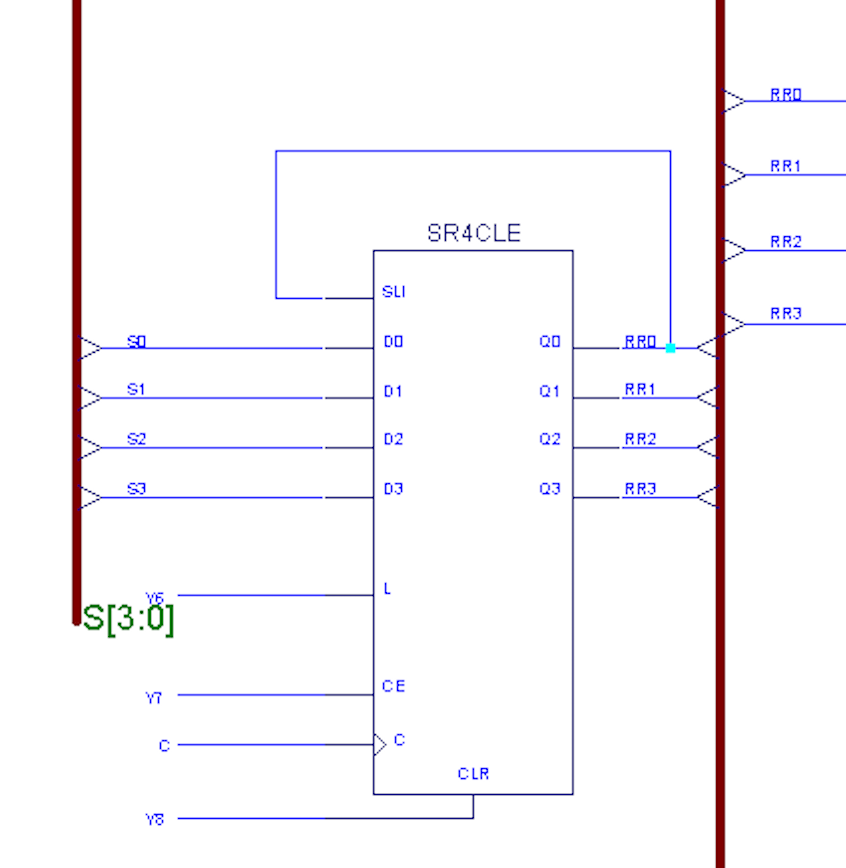 RR0
RR1
SR4CLE
RR2
SLI
RR3
S0 D0 Q0 RR0
S1 D1 Q1 RR1
S2 D2 Q2 RR2
S3 D3 Q3 RR3
Y6 L
S[3:0]
Y7 CE
C C
CLR
Y8